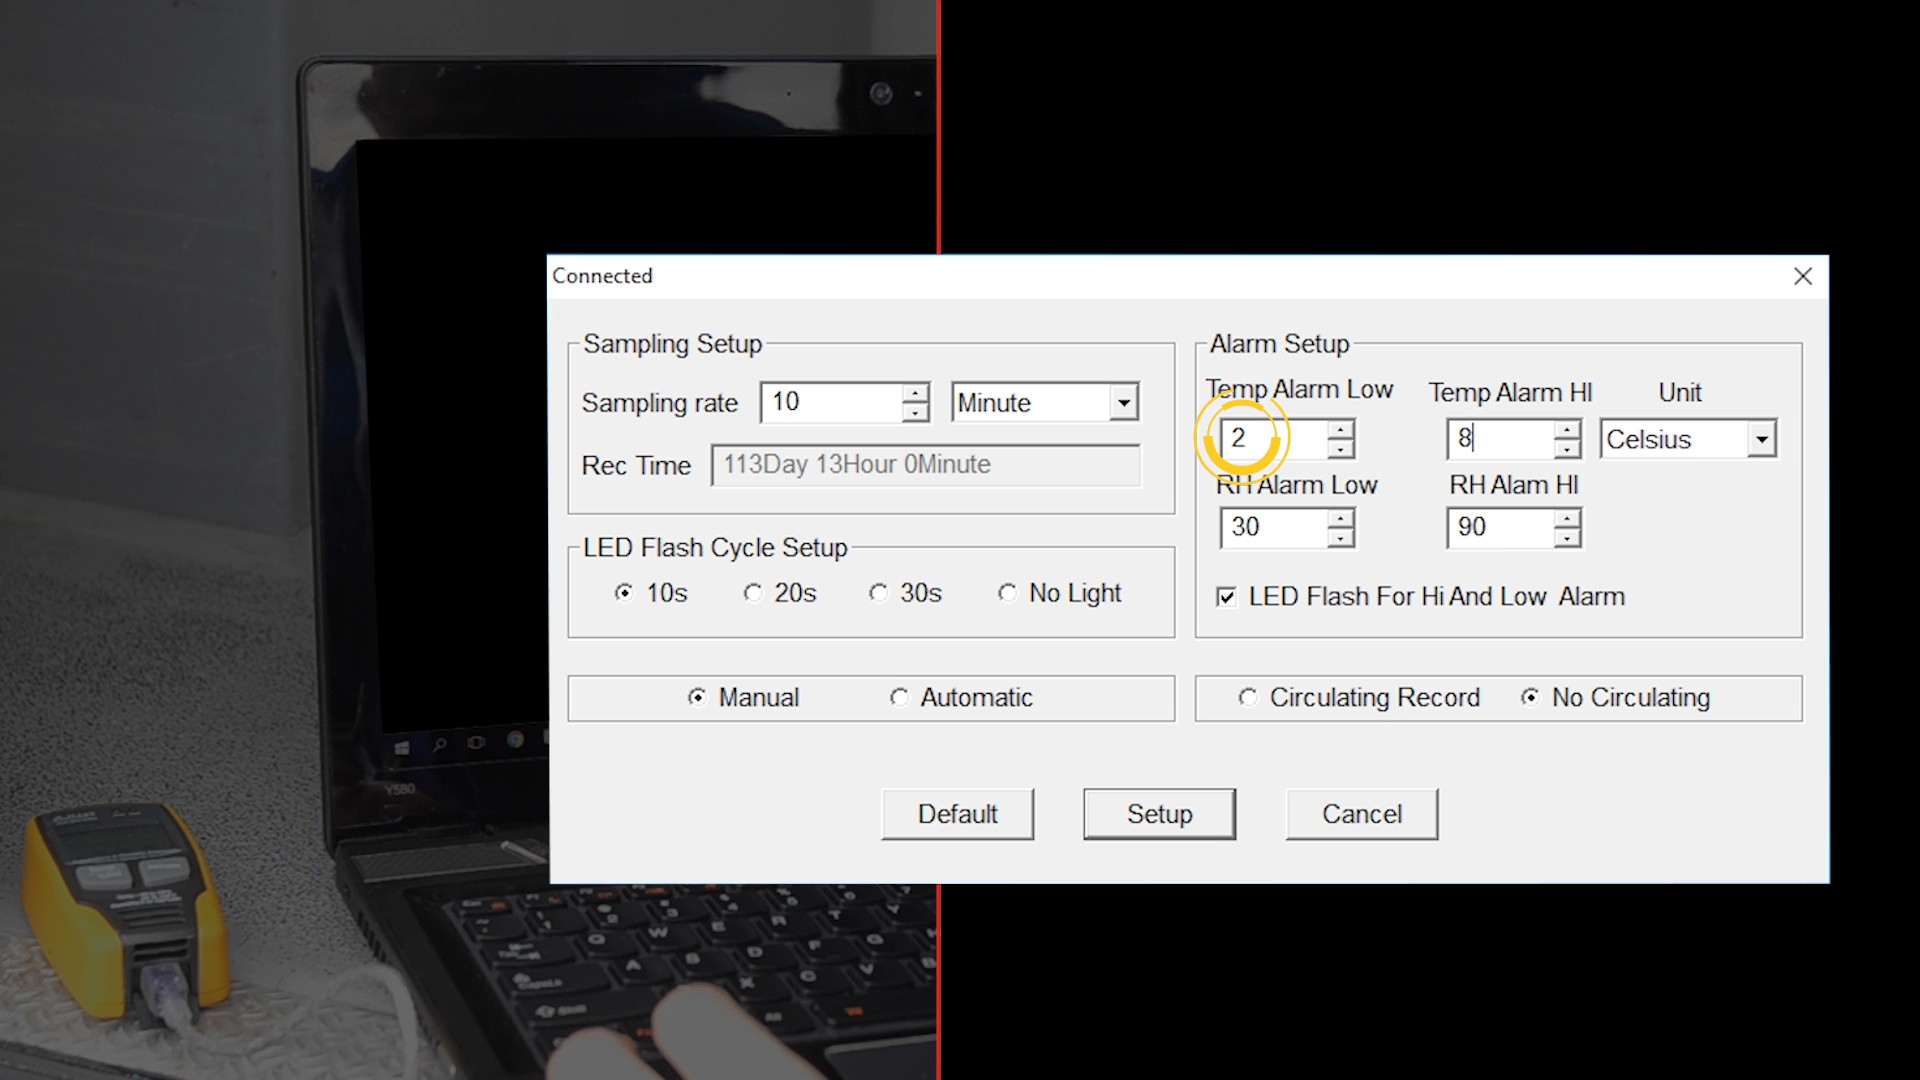 Connected
Sampling Setup
Sampling rate 10 Minute
Rec Time 113Day 13Hour 0Minute
LED Flash Cycle Setup
10s 20s 30s No Light
Manual Automatic
Alarm Setup
Temp Alarm Low Temp Alarm HI Unit
2 8 Celsius
RH Alarm Low RH Alam HI
30 90
LED Flash For Hi And Low Alarm
Circulating Record No Circulating
Default Setup Cancel
Y580